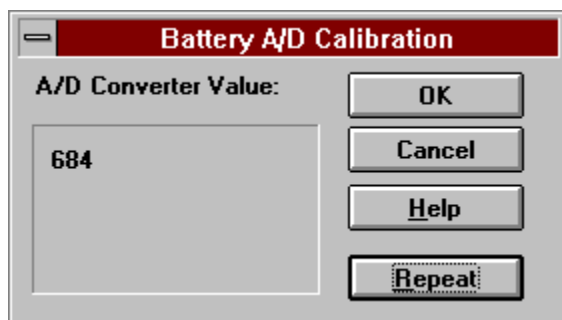 Battery A/D Calibration
A/D Converter Value:
684
OK
Cancel
Help
Repeat